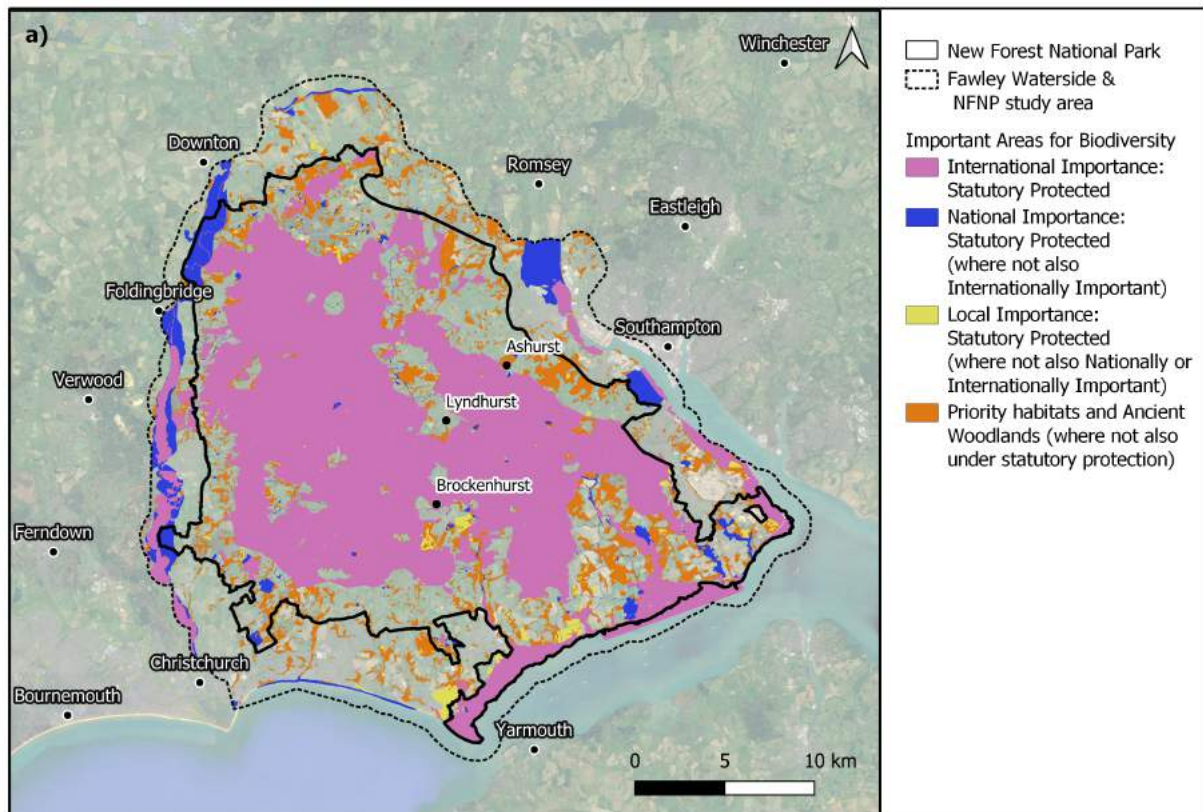 a)
N
Winchester
Downton
Romsey
Eastleigh
Foldingbridge
Southampton
Ashurst
Verwood
Lyndhurst
Brockenhurst
Ferndown
Christchurch
Bournemouth
Yarmouth
0 5 10 km
New Forest National Park
Fawley Waterside &
NFNP study area
Important Areas for Biodiversity
International Importance:
Statutory Protected
National Importance:
Statutory Protected
(where not also
Internationally Important)
Local Importance:
Statutory Protected
(where not also Nationally or
Internationally Important)
Priority habitats and Ancient
Woodlands (where not also
under statutory protection)